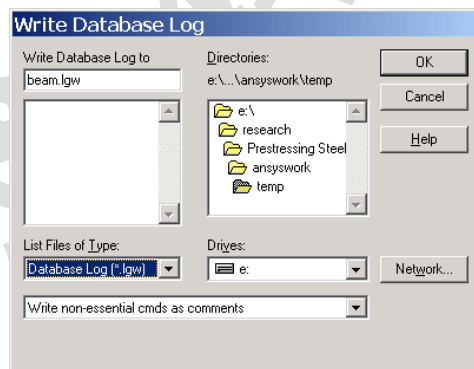 Write Database Log
Write Database Log to
beam.lgw
Directories:
e:\...\ansyswork\temp
e:\
research
Prestressing Steel
ansyswork
temp
OK
Cancel
Help
List Files of Type:
Database Log (*.lgw)
Drives:
e:
Network...
Write non-essential cmds as comments